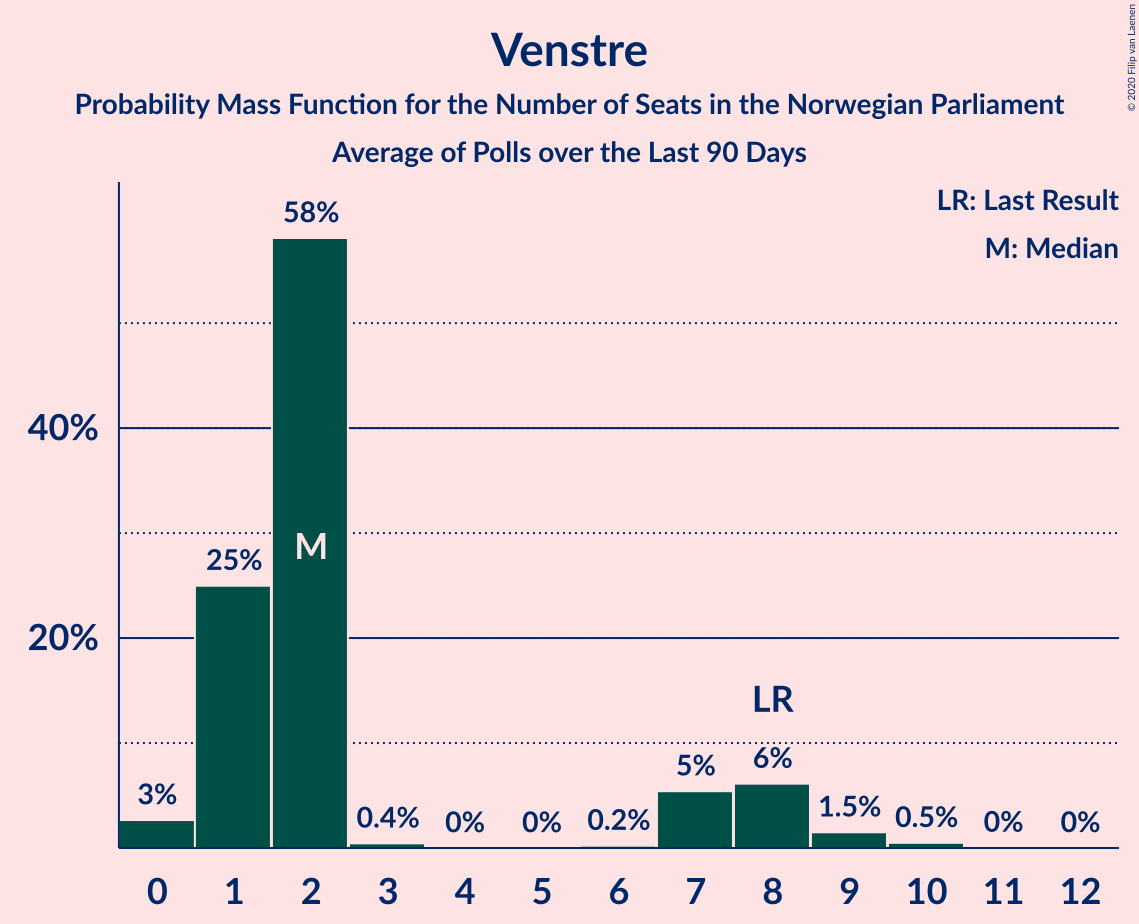 Venstre
Probability Mass Function for the Number of Seats in the Norwegian Parliament
Average of Polls over the Last 90 Days
© 2020 Filip van Laenen
LR: Last Result
M: Median
58%
40%
M
25%
20%
LR
3%
0.4%
0%
0%
0.2%
5%
6%
1.5%
0.5%
0%
0%
0 1 2 3 4 5 6 7 8 9 10 11 12